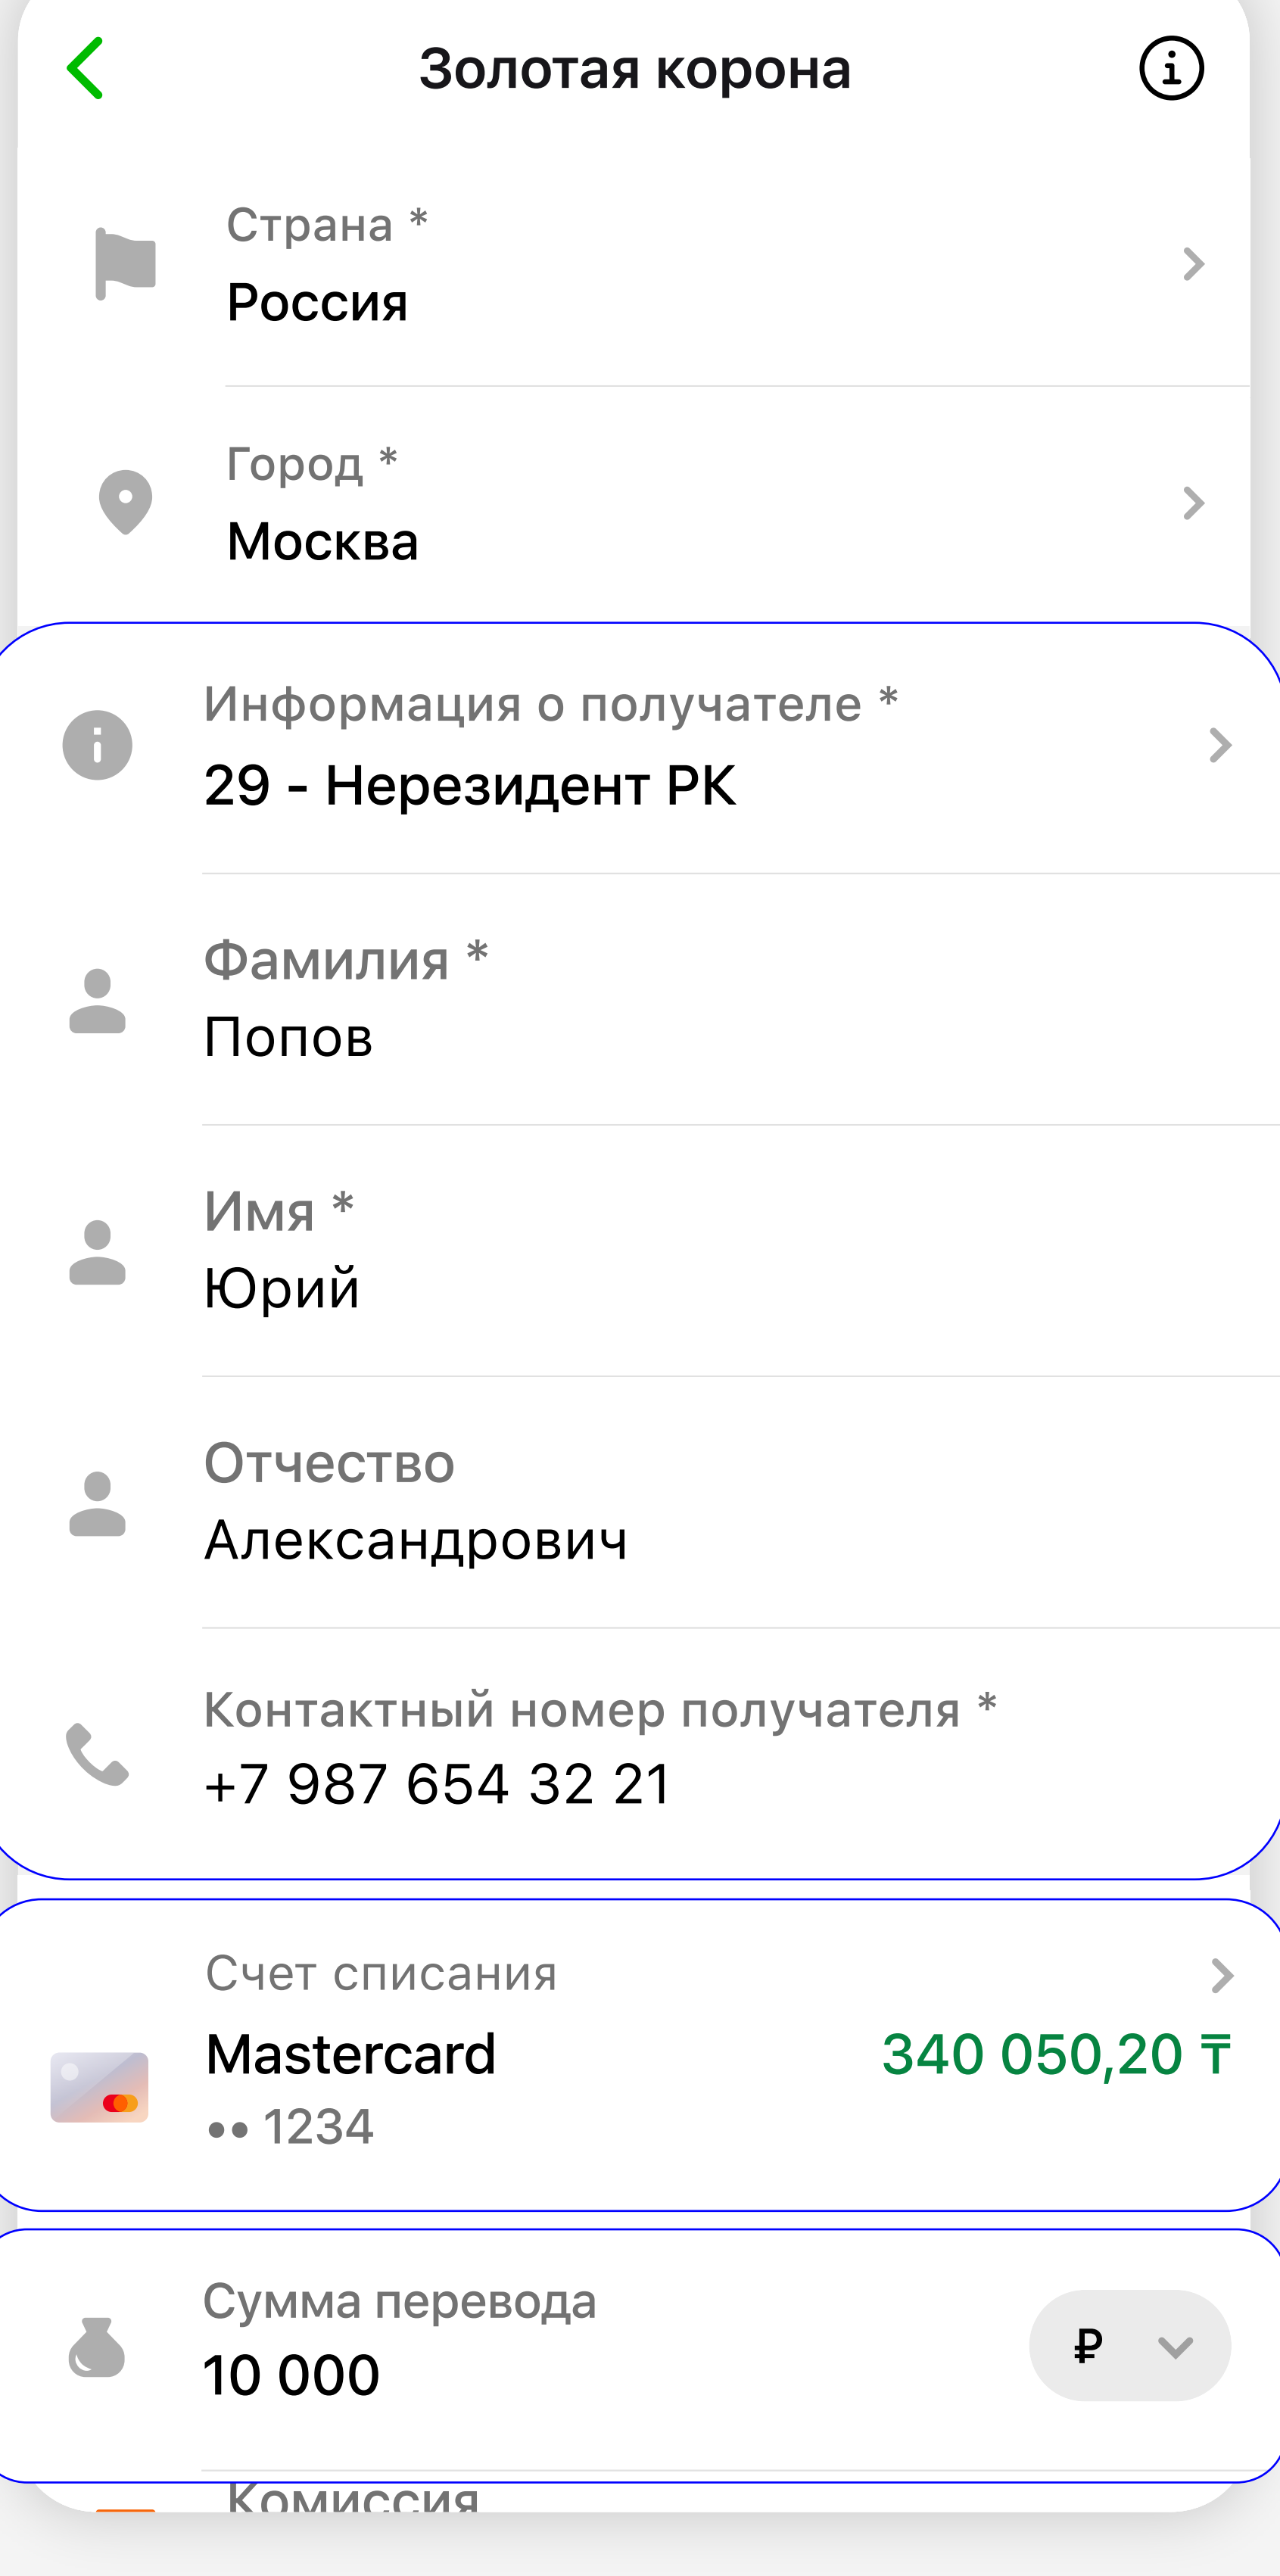 Золотая корона
Страна *
Россия
Город *
Москва
Информация о получателе *
29 - Нерезидент РК
Фамилия *
Попов
Имя *
Юрий
Отчество
Александрович
Контактный номер получателя *
+7 987 654 32 21
Счет списания
Mastercard 340 050,20 ₸
•• 1234
Сумма перевода
10 000 ₽
Комиссия